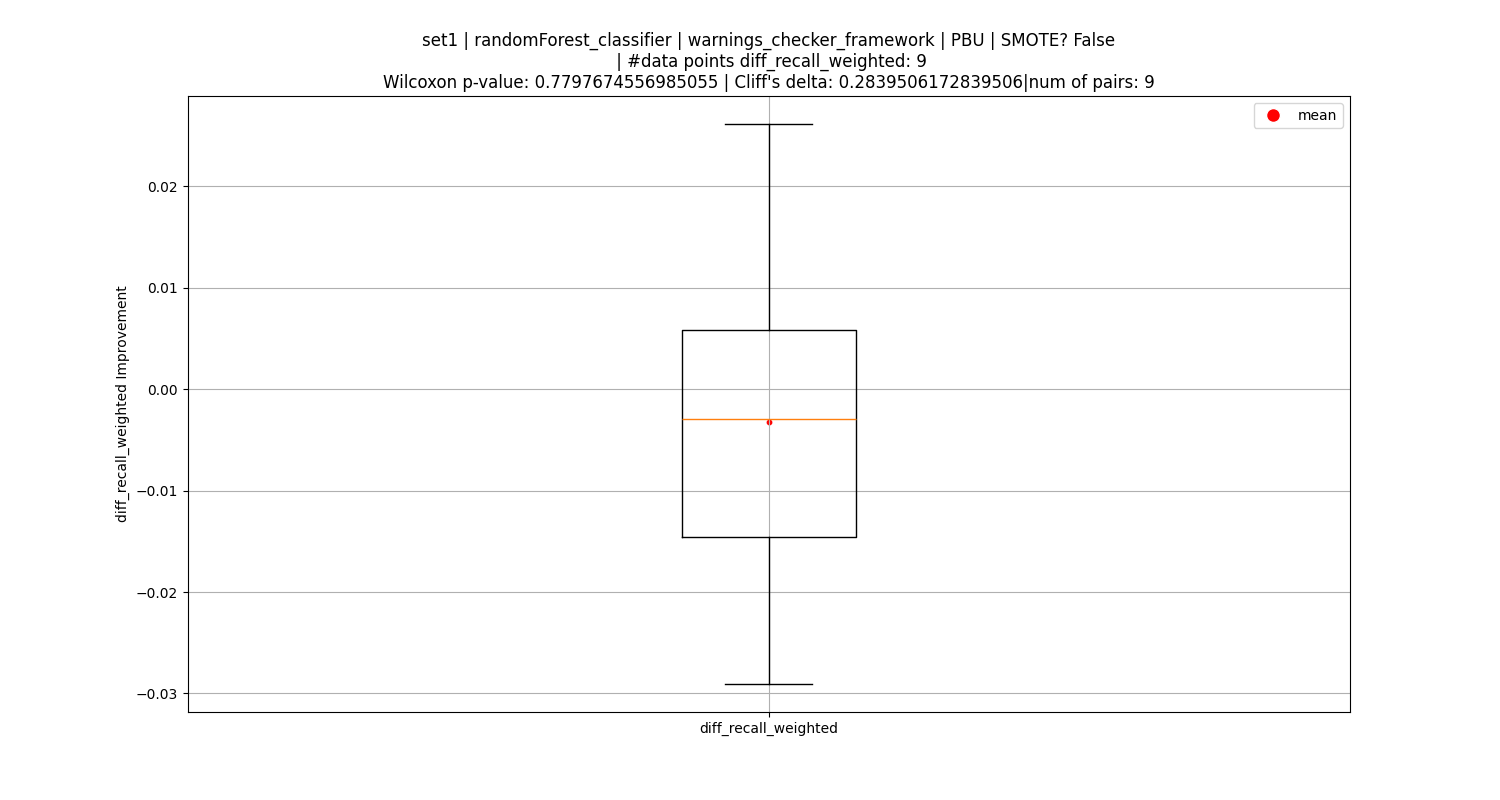 set1 | randomForest_classifier | warnings_checker_framework | PBU | SMOTE? False
| #data points diff_recall_weighted: 9
Wilcoxon p-value: 0.7797674556985055 | Cliff's delta: 0.2839506172839506|num of pairs: 9
mean
0.02
0.01
0.00
−0.01
−0.02
−0.03
diff_recall_weighted Improvement
diff_recall_weighted